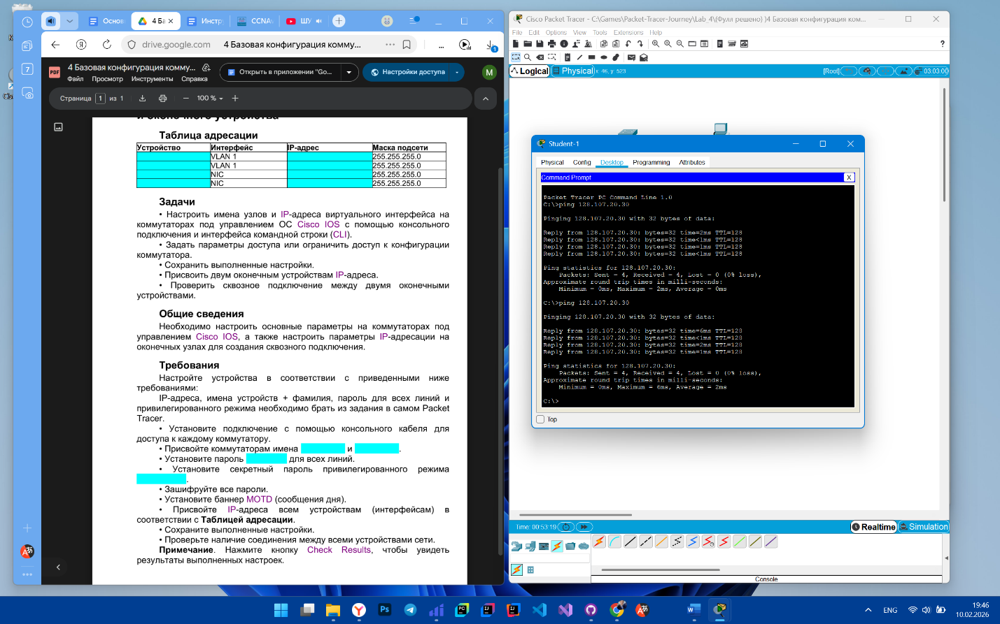 Основ
4 Ба
Инстр
CCNA
ШУ
drive.google.com
4 Базовая конфигурация комму...
1
PDF
4 Базовая конфигурация комму...
Файл Просмотр Инструменты Справка
Открыть в приложении "Go...
Настройки доступа
M
7
Страница 1 из 1
100 %
и оконечного устройства
Таблица адресации
Устройство Интерфейс IP-адрес Маска подсети
VLAN 1 255.255.255.0
VLAN 1 255.255.255.0
NIC 255.255.255.0
NIC 255.255.255.0
Задачи
• Настроить имена узлов и IP-адреса виртуального интерфейса на
коммутаторах под управлением ОС Cisco IOS с помощью консольного
подключения и интерфейса командной строки (CLI).
• Задать параметры доступа или ограничить доступ к конфигурации
коммутатора.
• Сохранить выполненные настройки.
• Присвоить двум оконечным устройствам IP-адреса.
• Проверить сквозное подключение между двумя оконечными
устройствами.
Общие сведения
Необходимо настроить основные параметры на коммутаторах под
управлением Cisco IOS, а также настроить параметры IP-адресации на
оконечных узлах для создания сквозного подключения.
Требования
Настройте устройства в соответствии с приведенными ниже
требованиями:
IP-адреса, имена устройств + фамилия, пароль для всех линий и
привилегированного режима необходимо брать из задания в самом Packet
Tracer.
• Установите подключение с помощью консольного кабеля для
доступа к каждому коммутатору.
• Присвойте коммутаторам имена и .
• Установите пароль для всех линий.
• Установите секретный пароль привилегированного режима
.
• Зашифруйте все пароли.
• Установите баннер MOTD (сообщения дня).
• Присвойте IP-адреса всем устройствам (интерфейсам) в
соответствии с Таблицей адресации.
• Сохраните выполненные настройки.
• Проверьте наличие соединения между всеми устройствами сети.
Примечание. Нажмите кнопку Check Results, чтобы увидеть
результаты выполненных настроек.
Cisco Packet Tracer - C:\Games\Packet-Tracer-Journey\Lab_4\(Фулл решено) )4 Базовая конфигурация ком...
File Edit Options View Tools Extensions Help
Logical Physical x: 46, y: 523
[Root] 03:03:00
Student-1
Physical Config Desktop Programming Attributes
Command Prompt
X
Packet Tracer PC Command Line 1.0
C:\>ping 128.107.20.30
Pinging 128.107.20.30 with 32 bytes of data:
Reply from 128.107.20.30: bytes=32 time=2ms TTL=128
Reply from 128.107.20.30: bytes=32 time<1ms TTL=128
Reply from 128.107.20.30: bytes=32 time<1ms TTL=128
Reply from 128.107.20.30: bytes=32 time<1ms TTL=128
Ping statistics for 128.107.20.30:
Packets: Sent = 4, Received = 4, Lost = 0 (0% loss),
Approximate round trip times in milli-seconds:
Minimum = 0ms, Maximum = 2ms, Average = 0ms
C:\>ping 128.107.20.30
Pinging 128.107.20.30 with 32 bytes of data:
Reply from 128.107.20.30: bytes=32 time=6ms TTL=128
Reply from 128.107.20.30: bytes=32 time<1ms TTL=128
Reply from 128.107.20.30: bytes=32 time=2ms TTL=128
Reply from 128.107.20.30: bytes=32 time=1ms TTL=128
Ping statistics for 128.107.20.30:
Packets: Sent = 4, Received = 4, Lost = 0 (0% loss),
Approximate round trip times in milli-seconds:
Minimum = 0ms, Maximum = 6ms, Average = 2ms
C:\>
Top
Time: 00:53:19
Realtime Simulation
Console
ENG
19:46
10.02.2026